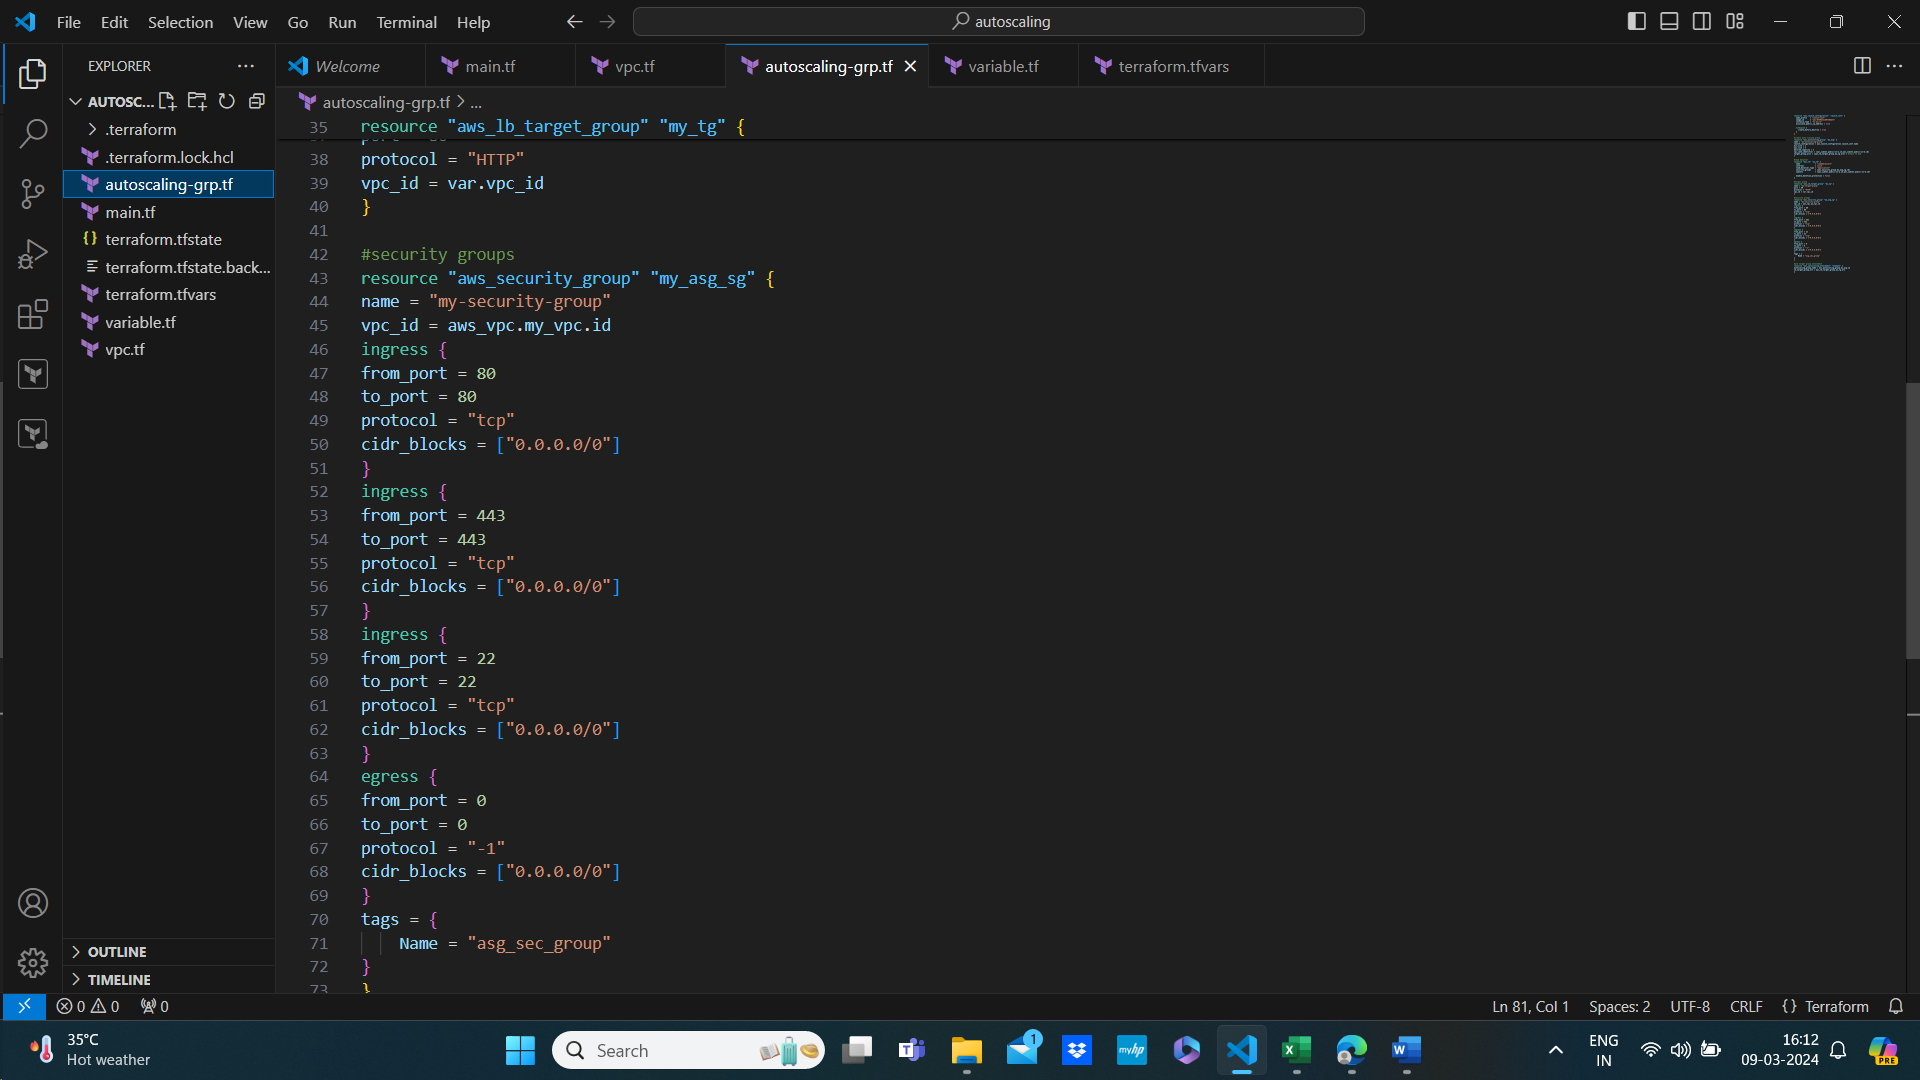 File Edit Selection View Go Run Terminal Help
autoscaling
EXPLORER
AUTOSC...
.terraform
.terraform.lock.hcl
autoscaling-grp.tf
main.tf
terraform.tfstate
terraform.tfstate.back...
terraform.tfvars
variable.tf
vpc.tf
OUTLINE
TIMELINE
Welcome main.tf vpc.tf autoscaling-grp.tf variable.tf terraform.tfvars
autoscaling-grp.tf > ...
35 resource "aws_lb_target_group" "my_tg" {
38 protocol = "HTTP"
39 vpc_id = var.vpc_id
40 }
41
42 #security groups
43 resource "aws_security_group" "my_asg_sg" {
44 name = "my-security-group"
45 vpc_id = aws_vpc.my_vpc.id
46 ingress {
47 from_port = 80
48 to_port = 80
49 protocol = "tcp"
50 cidr_blocks = ["0.0.0.0/0"]
51 }
52 ingress {
53 from_port = 443
54 to_port = 443
55 protocol = "tcp"
56 cidr_blocks = ["0.0.0.0/0"]
57 }
58 ingress {
59 from_port = 22
60 to_port = 22
61 protocol = "tcp"
62 cidr_blocks = ["0.0.0.0/0"]
63 }
64 egress {
65 from_port = 0
66 to_port = 0
67 protocol = "-1"
68 cidr_blocks = ["0.0.0.0/0"]
69 }
70 tags = {
71 Name = "asg_sec_group"
72 }
73 }
0 0 0 Ln 81, Col 1 Spaces: 2 UTF-8 CRLF {} Terraform
35°C
Hot weather
Search
1
myhp
ENG
IN
16:12
09-03-2024
PRE